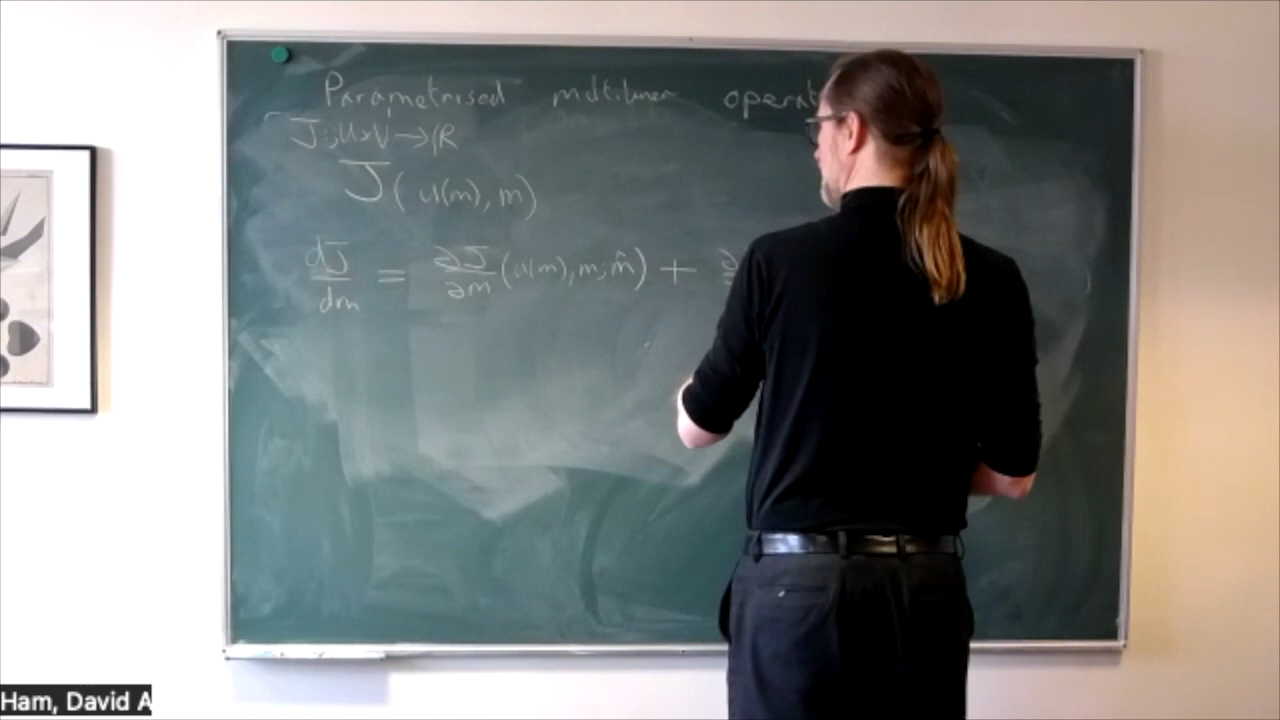 Parametrised multilinear operat
J: U×V→ℝ
J(u(m), m)
dJ/dm = ∂J/∂m (u(m), m; m̂) + ∂
)
Ham, David A